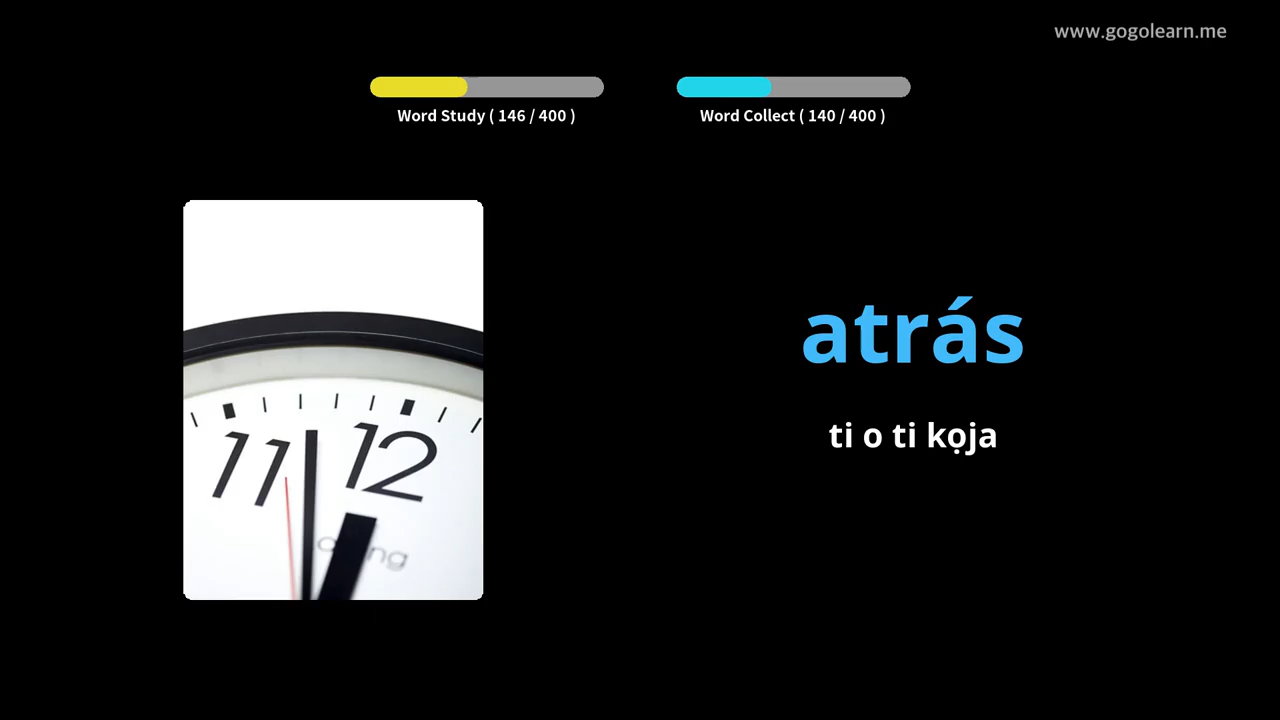 www.gogolearn.me
Word Study ( 146 / 400 )
Word Collect ( 140 / 400 )
atrás
ti o ti kọja
11
12